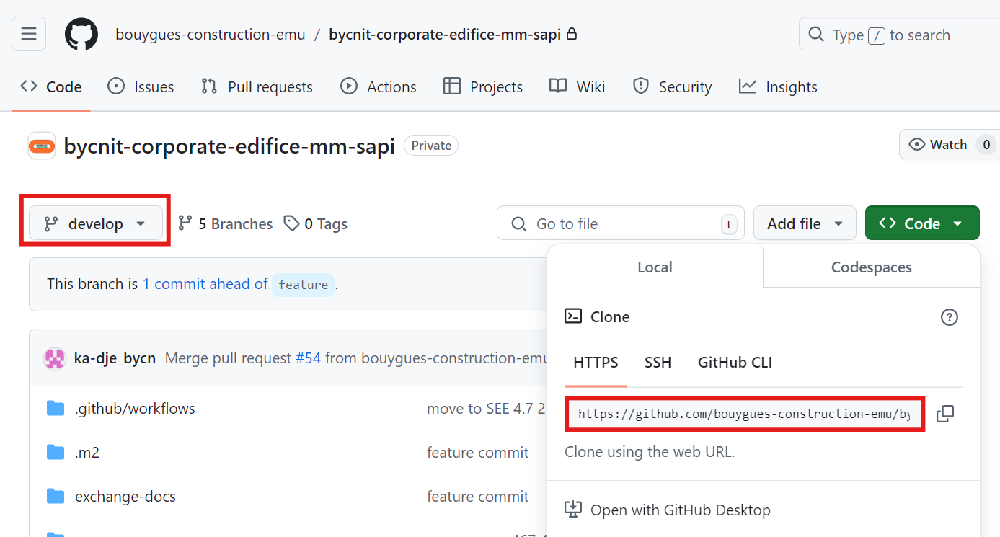 bouygues-construction-emu / bycnit-corporate-edifice-mm-sapi
Type / to search
Code Issues Pull requests Actions Projects Wiki Security Insights
bycnit-corporate-edifice-mm-sapi Private
Watch 0
develop 5 Branches 0 Tags
Go to file t
Add file
Code
This branch is 1 commit ahead of feature.
ka-dje_bycn Merge pull request #54 from bouygues-construction-emu
.github/workflows move to SEE 4.7 2
.m2 feature commit
exchange-docs feature commit
Local Codespaces
Clone
HTTPS SSH GitHub CLI
https://github.com/bouygues-construction-emu/by
Clone using the web URL.
Open with GitHub Desktop